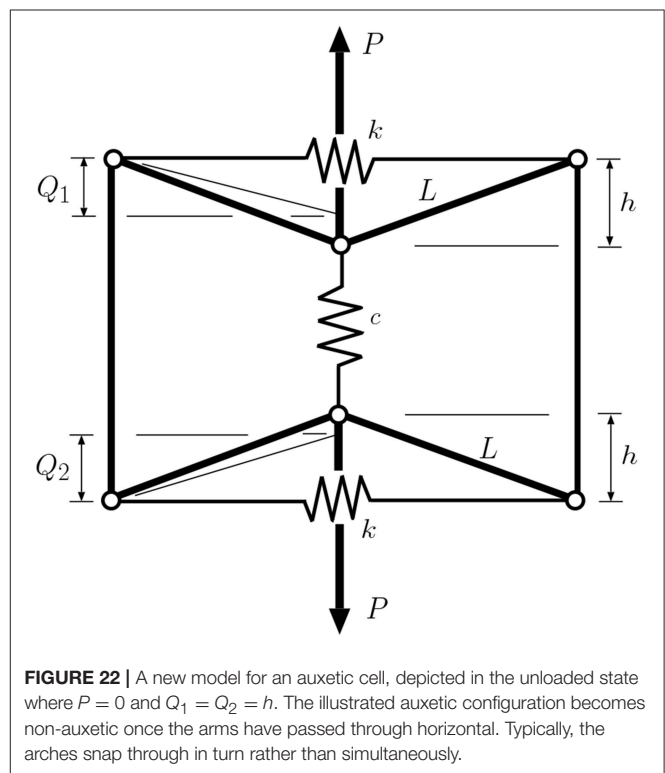 P
k
Q₁
L
h
c
Q₂
L
h
k
P
FIGURE 22 | A new model for an auxetic cell, depicted in the unloaded state
where P = 0 and Q₁ = Q₂ = h. The illustrated auxetic configuration becomes
non-auxetic once the arms have passed through horizontal. Typically, the
arches snap through in turn rather than simultaneously.